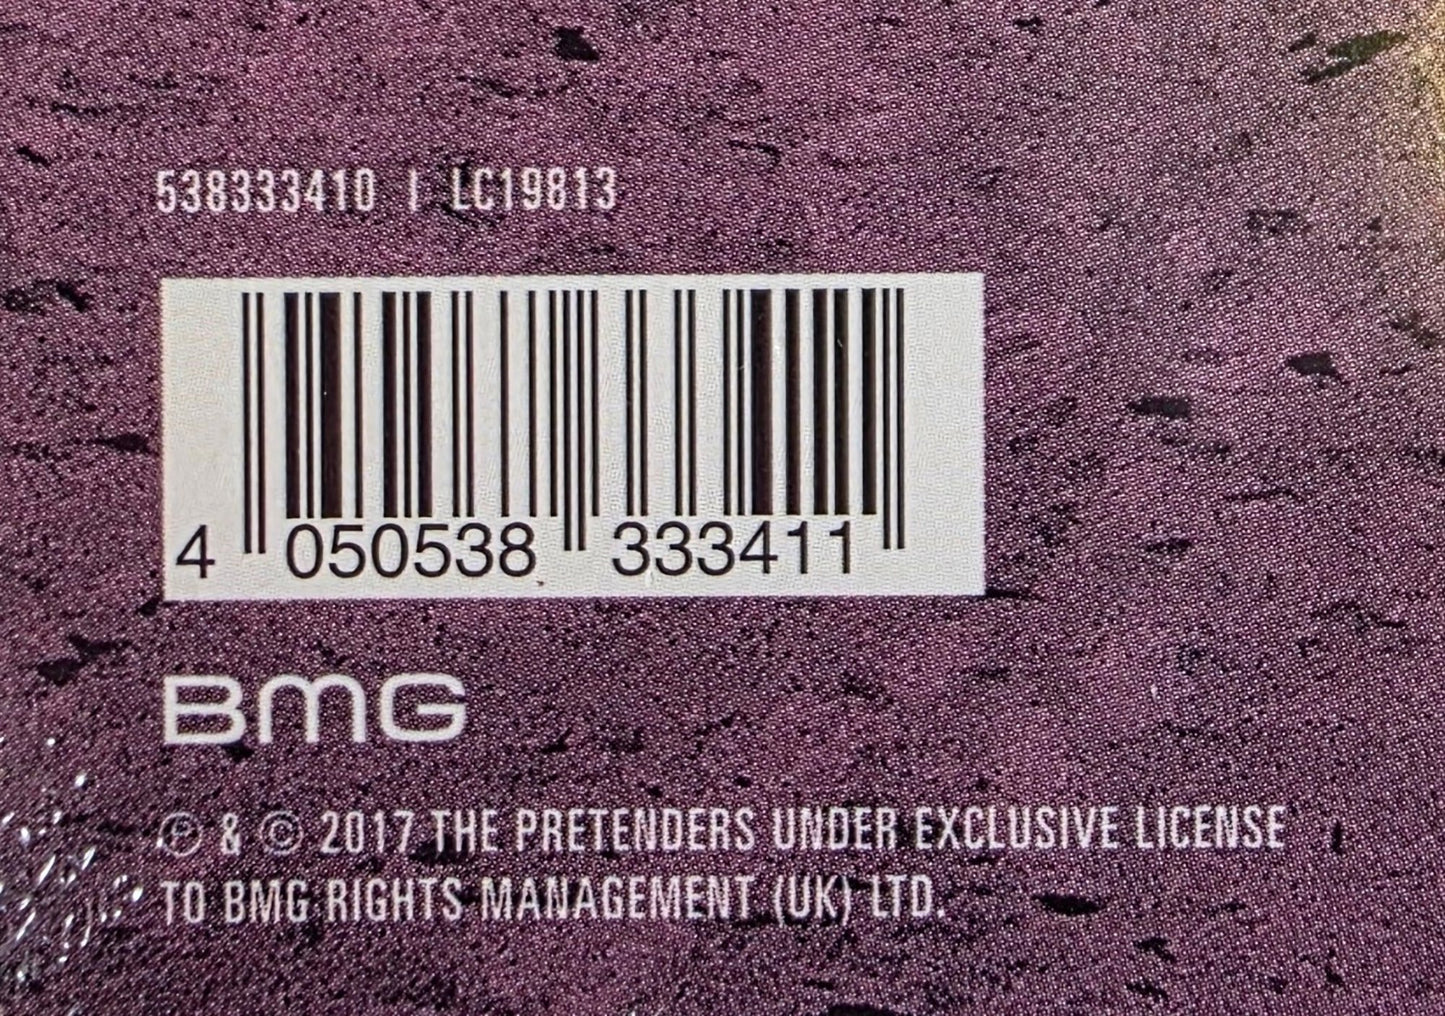 538333410 | LC19813
4 050538 333411
BMG
℗ & © 2017 THE PRETENDERS UNDER EXCLUSIVE LICENSE
TO BMG RIGHTS MANAGEMENT (UK) LTD.